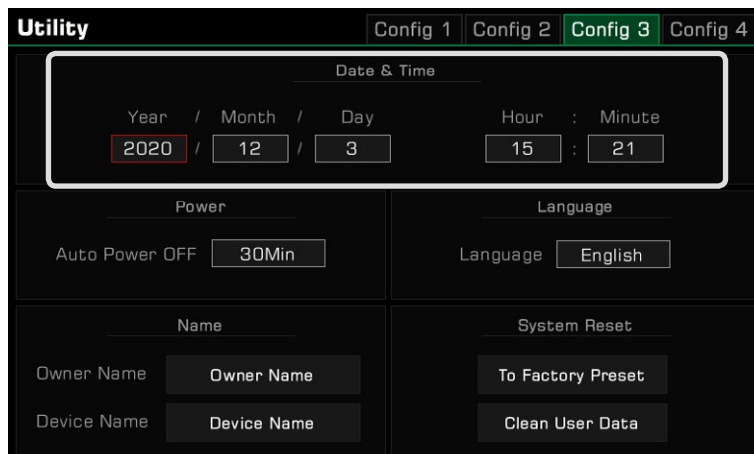 Utility Config 1 Config 2 Config 3 Config 4
Date & Time
Year / Month / Day Hour : Minute
2020 / 12 / 3 15 : 21
Power Language
Auto Power OFF 30Min Language English
Name System Reset
Owner Name Owner Name To Factory Preset
Device Name Device Name Clean User Data